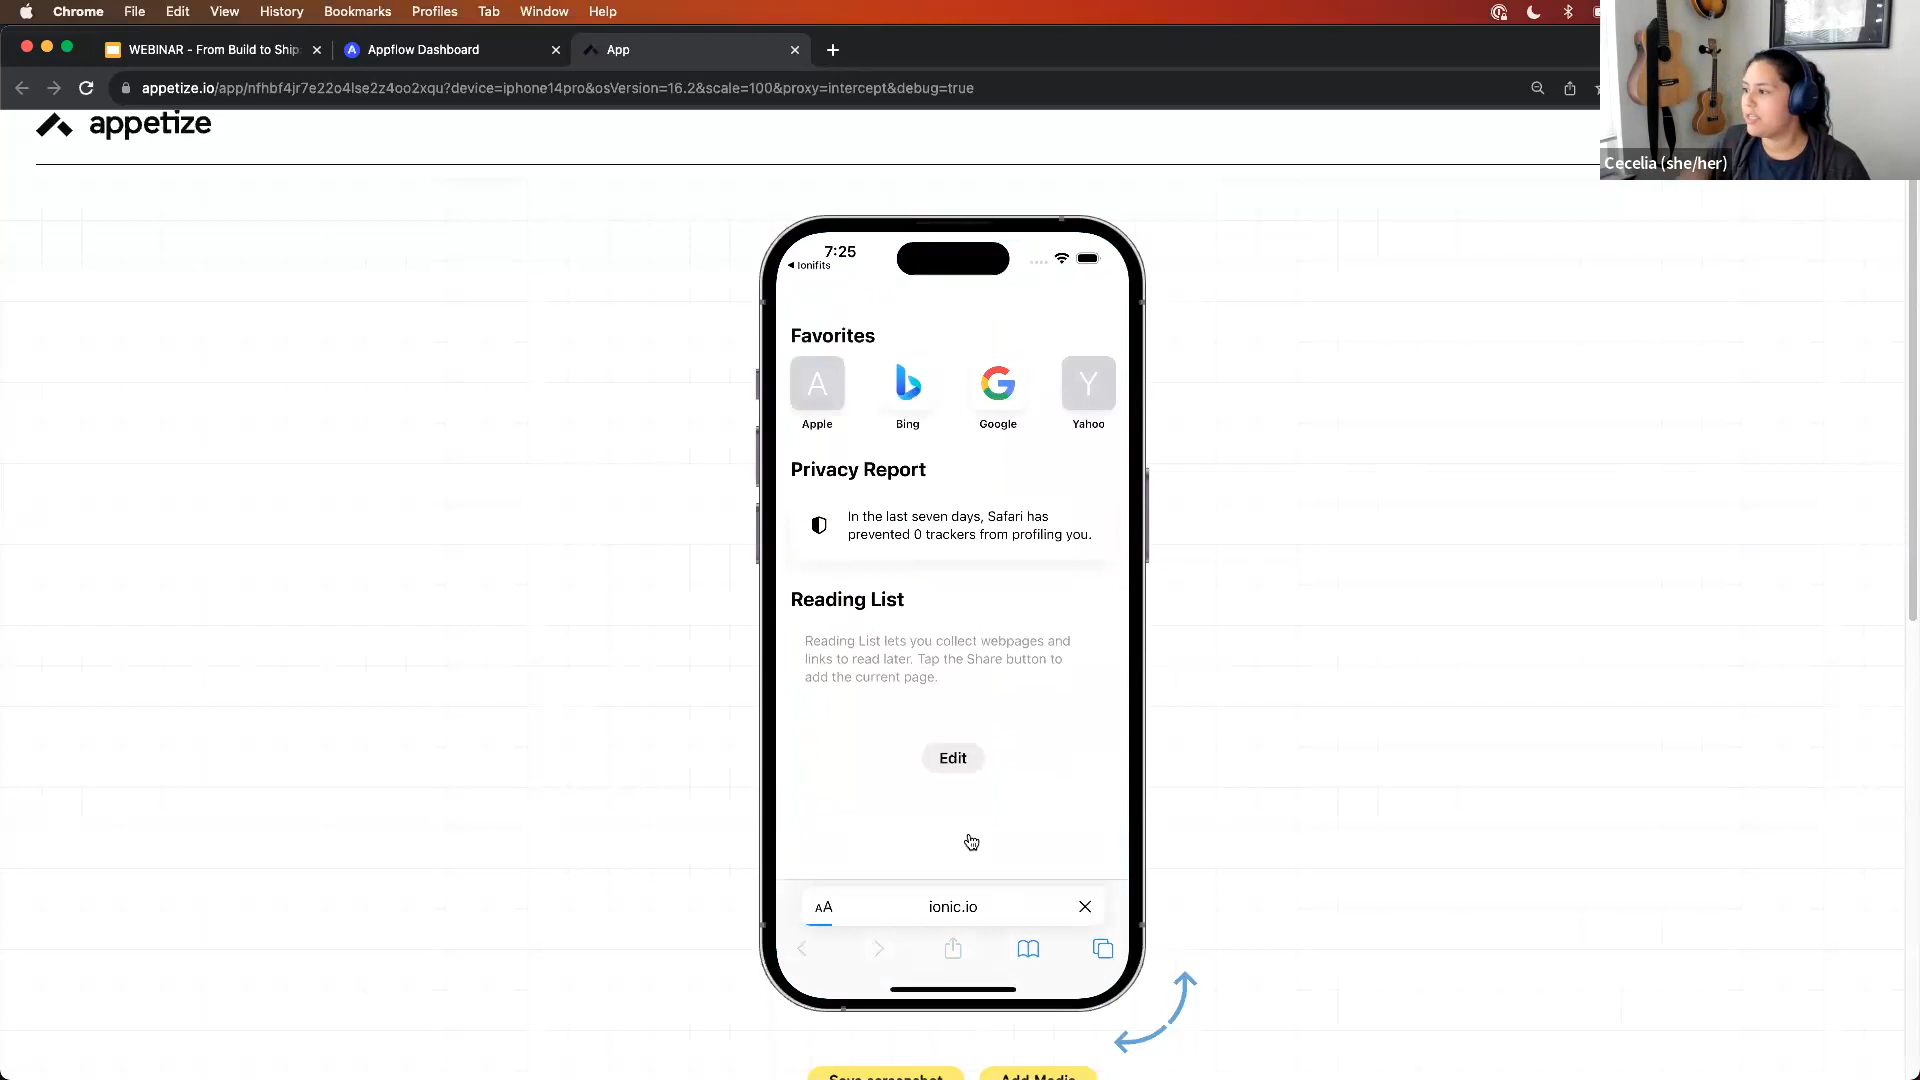 Chrome File Edit View History Bookmarks Profiles Tab Window Help
WEBINAR - From Build to Ship
Appflow Dashboard
App
appetize.io/app/nfhbf4jr7e22o4lse2z4oo2xqu?device=iphone14pro&osVersion=16.2&scale=100&proxy=intercept&debug=true
Cecelia (she/her)
appetize
7:25
Ionifits
Favorites
A
Y
Apple Bing Google Yahoo
Privacy Report
In the last seven days, Safari has
prevented 0 trackers from profiling you.
Reading List
Reading List lets you collect webpages and
links to read later. Tap the Share button to
add the current page.
Edit
AA ionic.io
Save screenshot Add Media